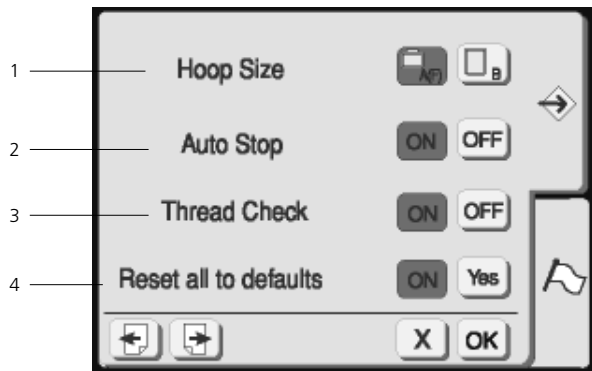 1 Hoop Size A(F) B
2 Auto Stop ON OFF
3 Thread Check ON OFF
4 Reset all to defaults ON Yes
X OK